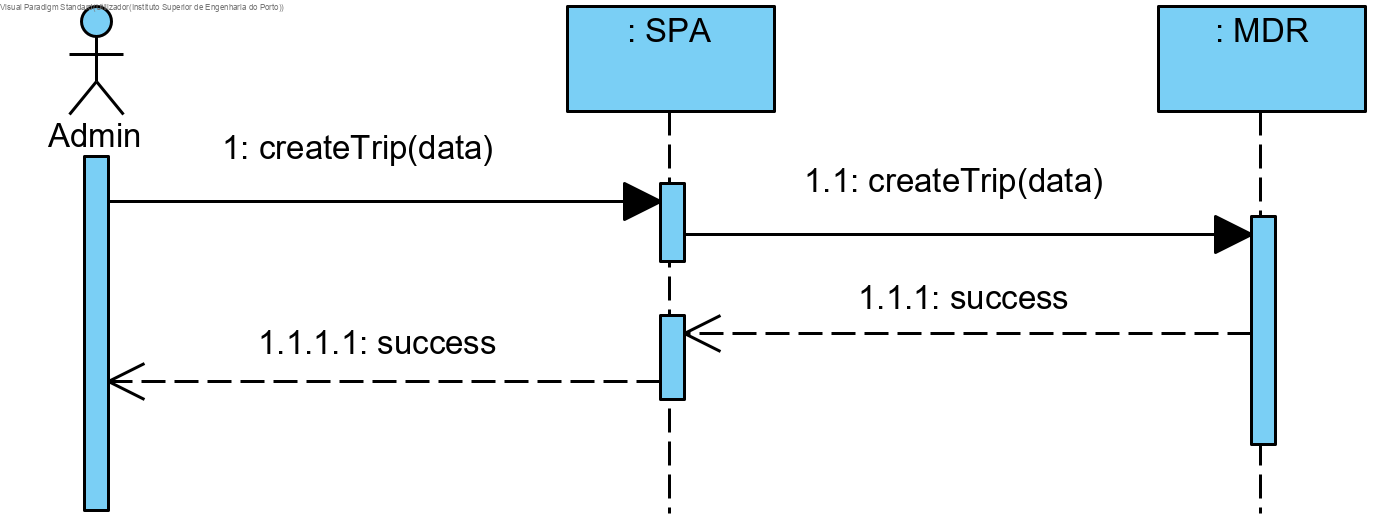 Visual Paradigm Standard(Utilizador(Instituto Superior de Engenharia do Porto))
: SPA
: MDR
Admin
1: createTrip(data)
1.1: createTrip(data)
1.1.1: success
1.1.1.1: success